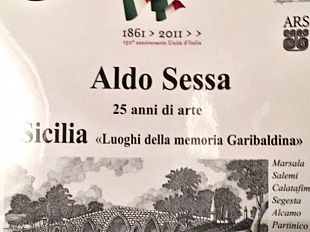 1861 > 2011 > >
150° anniversario Unità d'Italia
ARS
Aldo Sessa
25 anni di arte
Sicilia «Luoghi della memoria Garibaldina»
Marsala
Salemi
Calatafim
Segesta
Alcamo
Partinico